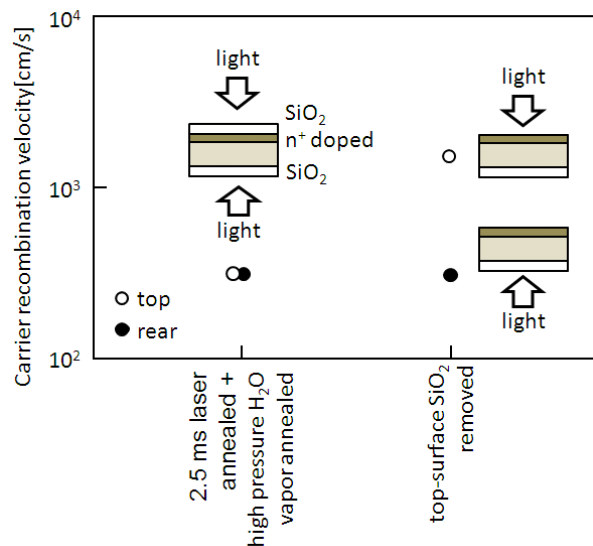 Carrier recombination velocity[cm/s]
10⁴
10³
10²
light
SiO₂
n⁺ doped
SiO₂
light
light
light
top
rear
2.5 ms laser
annealed +
high pressure H₂O
vapor annealed
top-surface SiO₂
removed